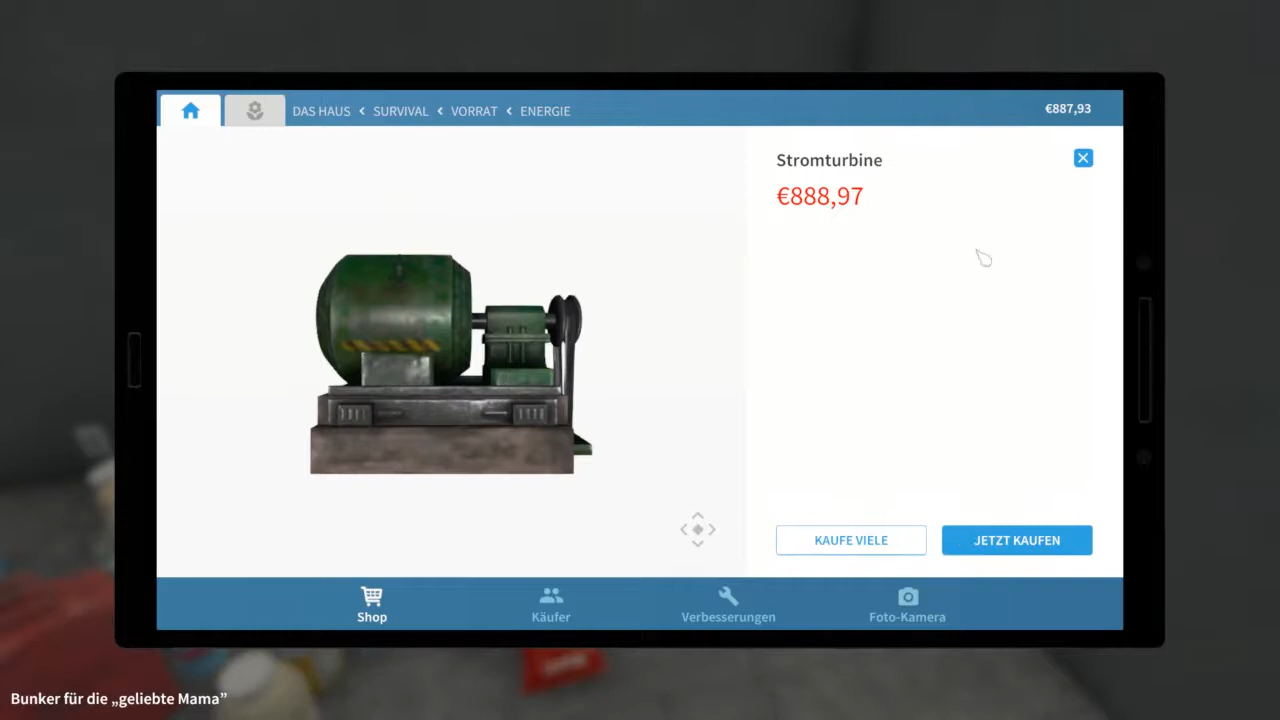 DAS HAUS < SURVIVAL < VORRAT < ENERGIE
€887,93
Stromturbine
€888,97
KAUFE VIELE
JETZT KAUFEN
Shop
Käufer
Verbesserungen
Foto-Kamera
Bunker für die „geliebte Mama”